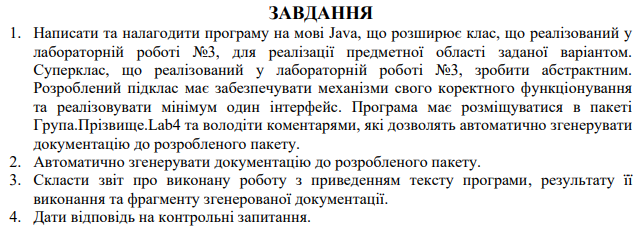 ЗАВДАННЯ
1. Написати та налагодити програму на мові Java, що розширює клас, що реалізований у
лабораторній роботі №3, для реалізації предметної області заданої варіантом.
Суперклас, що реалізований у лабораторній роботі №3, зробити абстрактним.
Розроблений підклас має забезпечувати механізми свого коректного функціонування
та реалізовувати мінімум один інтерфейс. Програма має розміщуватися в пакеті
Група.Прізвище.Lab4 та володіти коментарями, які дозволять автоматично згенерувати
документацію до розробленого пакету.
2. Автоматично згенерувати документацію до розробленого пакету.
3. Скласти звіт про виконану роботу з приведенням тексту програми, результату її
виконання та фрагменту згенерованої документації.
4. Дати відповідь на контрольні запитання.